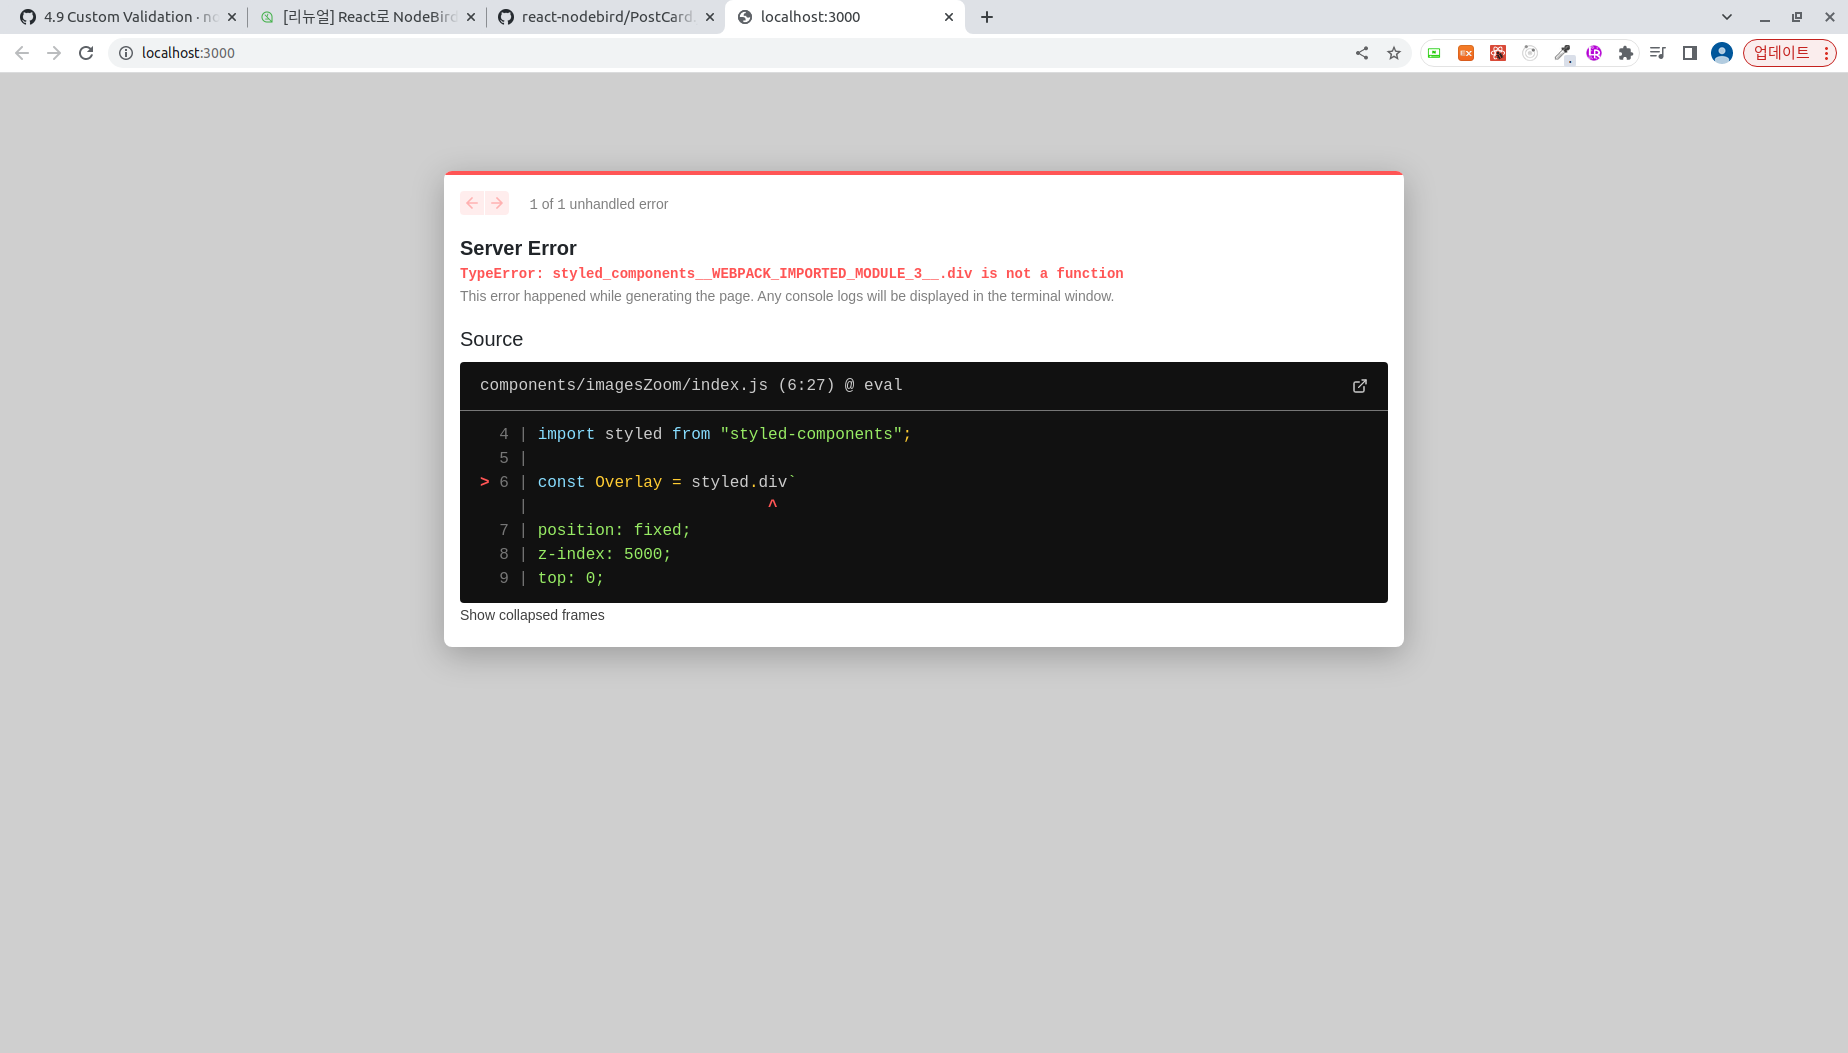 4.9 Custom Validation · no
[리뉴얼] React로 NodeBird
react-nodebird/PostCard.
localhost:3000
localhost:3000
업데이트
1 of 1 unhandled error
Server Error
TypeError: styled_components__WEBPACK_IMPORTED_MODULE_3__.div is not a function
This error happened while generating the page. Any console logs will be displayed in the terminal window.
Source
components/imagesZoom/index.js (6:27) @ eval
4 | import styled from "styled-components";
5 |
> 6 | const Overlay = styled.div`
| ^
7 | position: fixed;
8 | z-index: 5000;
9 | top: 0;
Show collapsed frames